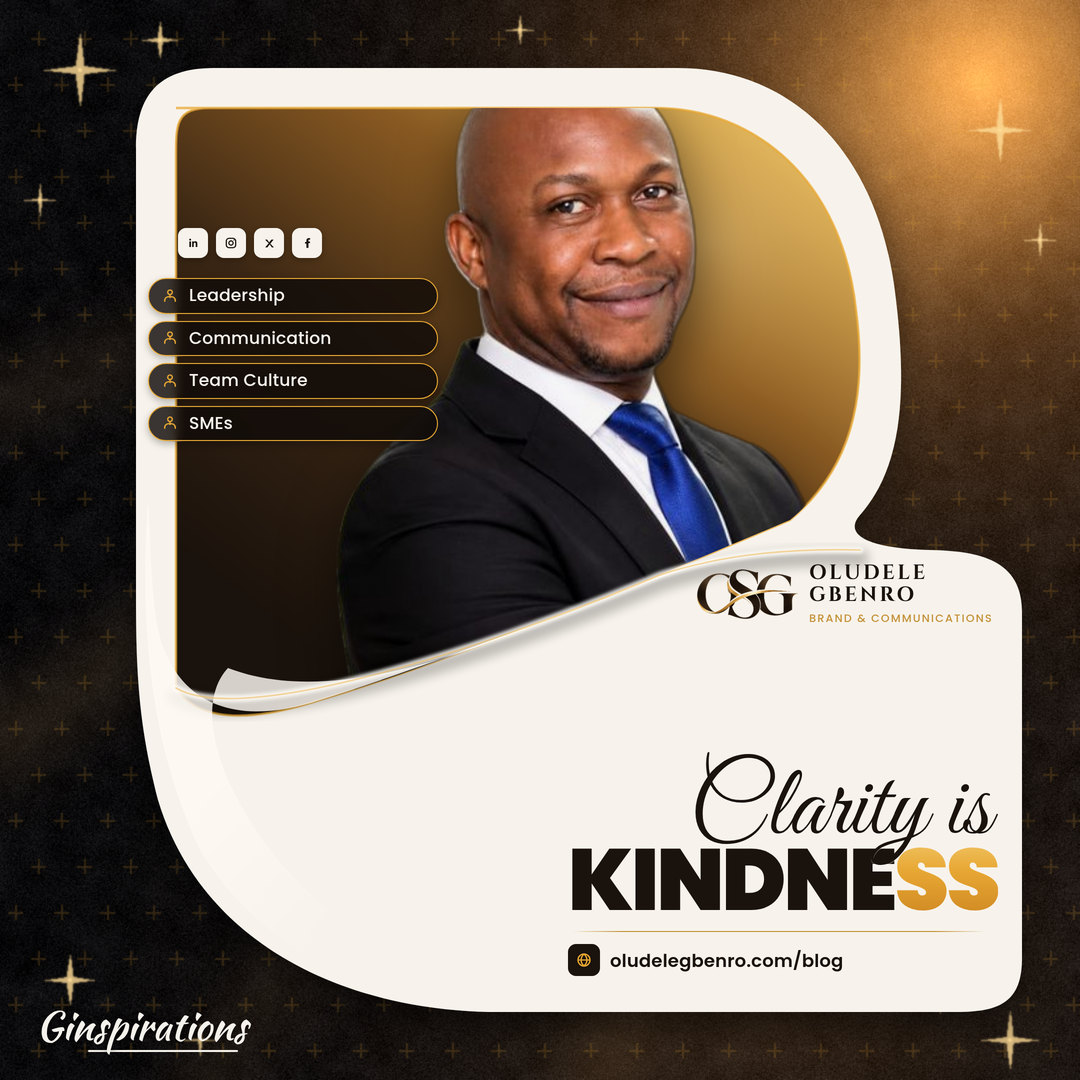 in
X
f
Leadership
Communication
Team Culture
SMEs
OSG
OLUDELE
GBENRO
BRAND & COMMUNICATIONS
Clarity is
KINDNESS
oludelegbenro.com/blog
Ginspirations